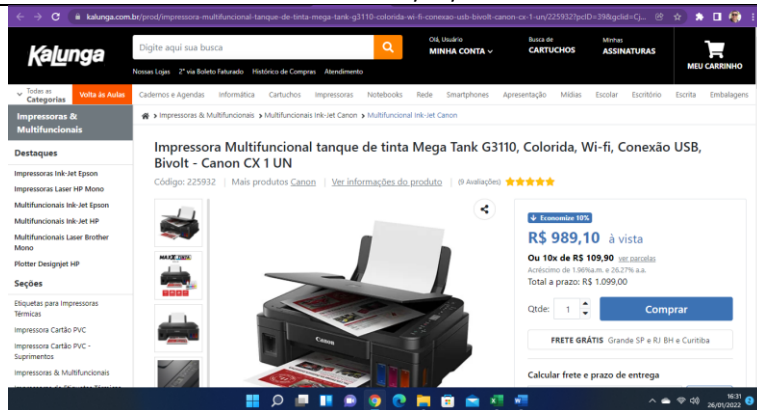 kalunga.com.br/prod/impressora-multifuncional-tanque-de-tinta-mega-tank-g3110-colorida-wi-fi-conexao-usb-bivolt-canon-cx-1-un/225932?pcID=39&gclid=Cj...
Kalunga
Digite aqui sua busca
Olá, Usuário
MINHA CONTA
Busca de
CARTUCHOS
Minhas
ASSINATURAS
MEU CARRINHO
Nossas Lojas 2ª via Boleto Faturado Histórico de Compras Atendimento
Todas as
Categorias
Volta às Aulas
Cadernos e Agendas Informática Cartuchos Impressoras Notebooks Rede Smartphones Apresentação Mídias Escolar Escritório Escrita Embalagens
Impressoras &
Multifuncionais
Impressoras & Multifuncionais Multifuncionais Ink-Jet Canon Multifuncional Ink-Jet Canon
Destaques
Impressoras Ink-Jet Epson
Impressoras Laser HP Mono
Multifuncionais Ink-Jet Epson
Multifuncionais Ink-Jet HP
Multifuncionais Laser Brother
Mono
Plotter Designjet HP
Seções
Etiquetas para Impressoras
Térmicas
Impressora Cartão PVC
Impressora Cartão PVC -
Suprimentos
Impressoras & Multifuncionais
Impressora Multifuncional tanque de tinta Mega Tank G3110, Colorida, Wi-fi, Conexão USB,
Bivolt - Canon CX 1 UN
Código: 225932 | Mais produtos Canon | Ver informações do produto | (9 Avaliações)
Canon
Economize 10%
R$ 989,10 à vista
Ou 10x de R$ 109,90 ver parcelas
Acréscimo de 1.96%a.m. e 26.27% a.a.
Total a prazo: R$ 1.099,00
Qtde: 1 Comprar
FRETE GRÁTIS Grande SP e RJ BH e Curitiba
Calcular frete e prazo de entrega
16:31
26/01/2022